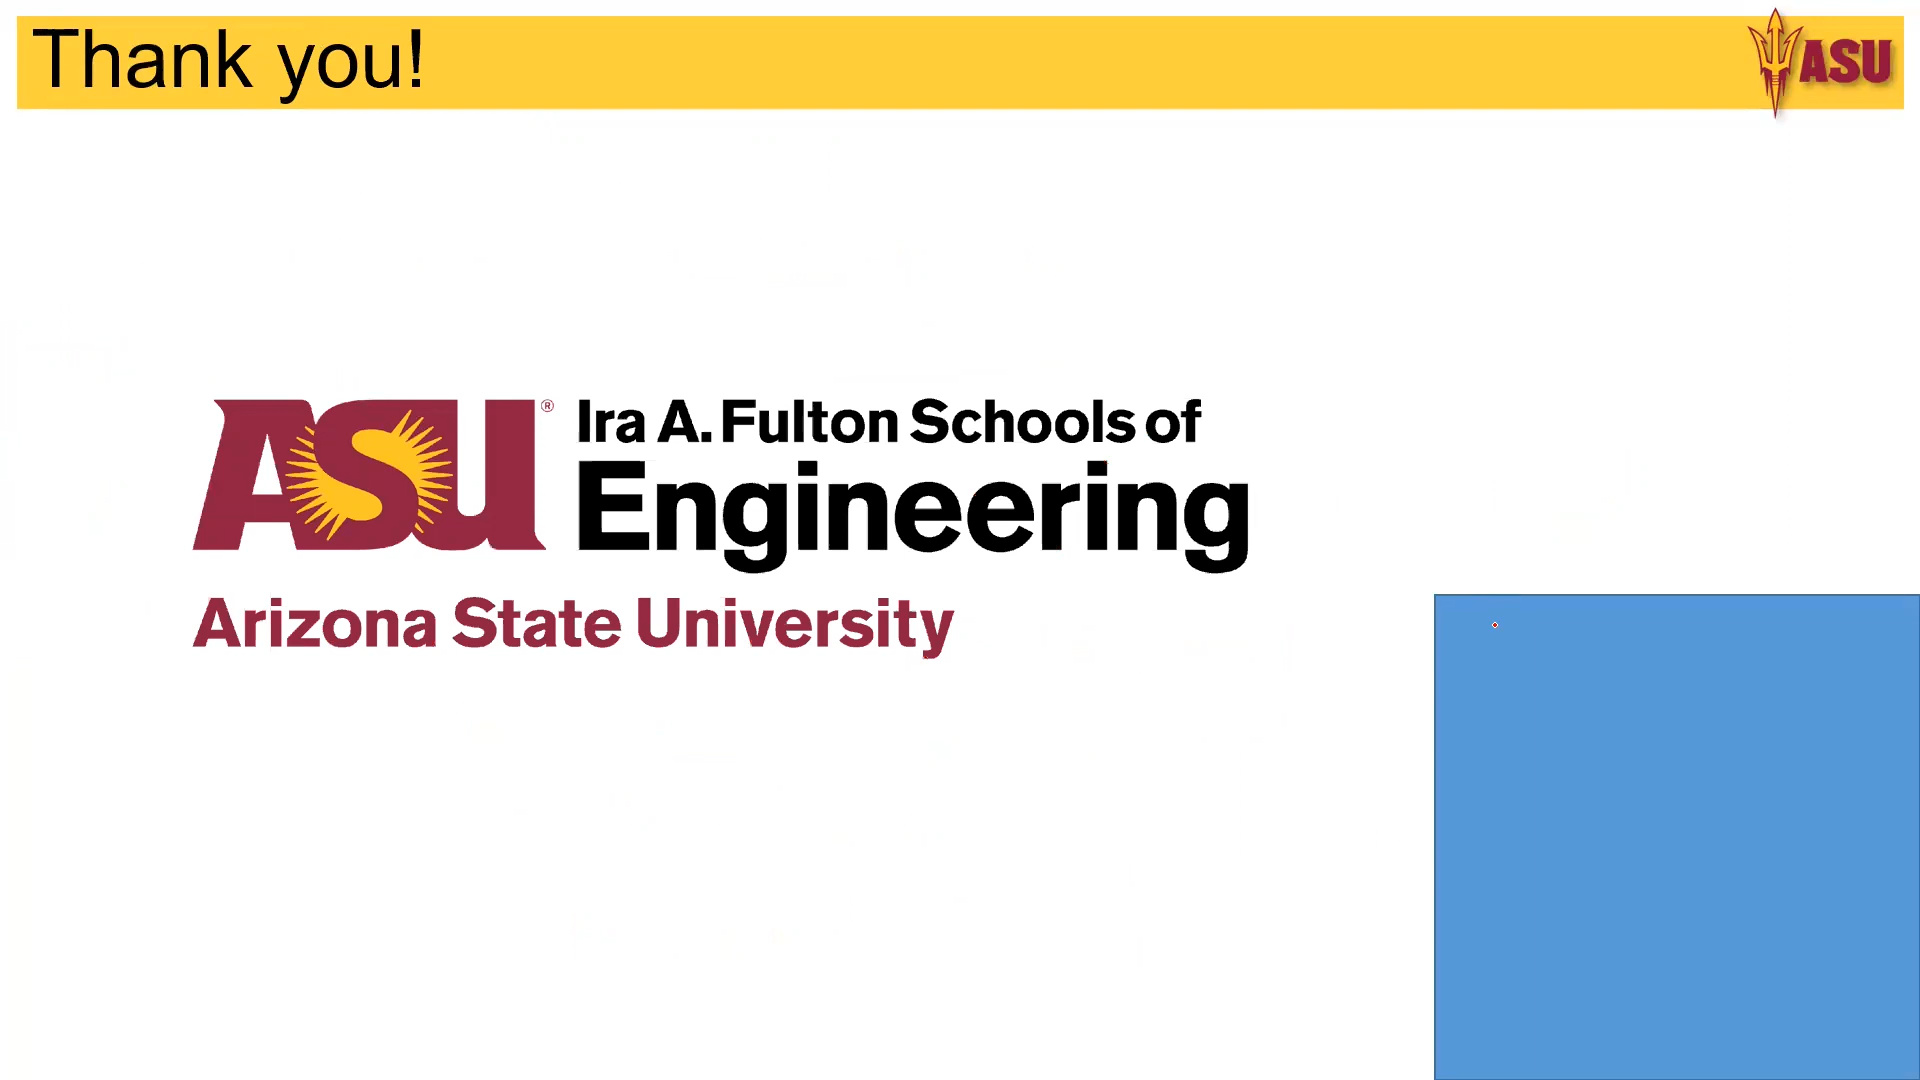 Thank you!
ASU
ASU® Ira A. Fulton Schools of
Engineering
Arizona State University